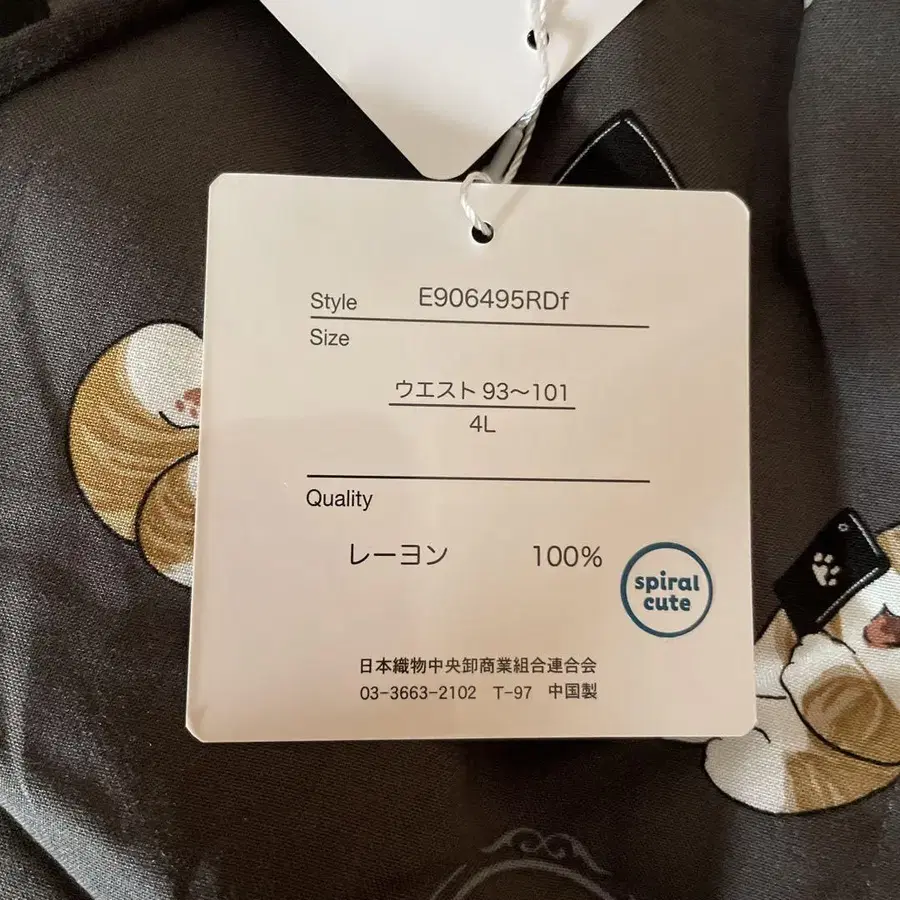 Style E906495RDf
Size
ウエスト 93〜101
4L
Quality
レーヨン 100%
spiral
cute
日本織物中央卸商業組合連合会
03-3663-2102 T-97 中国製